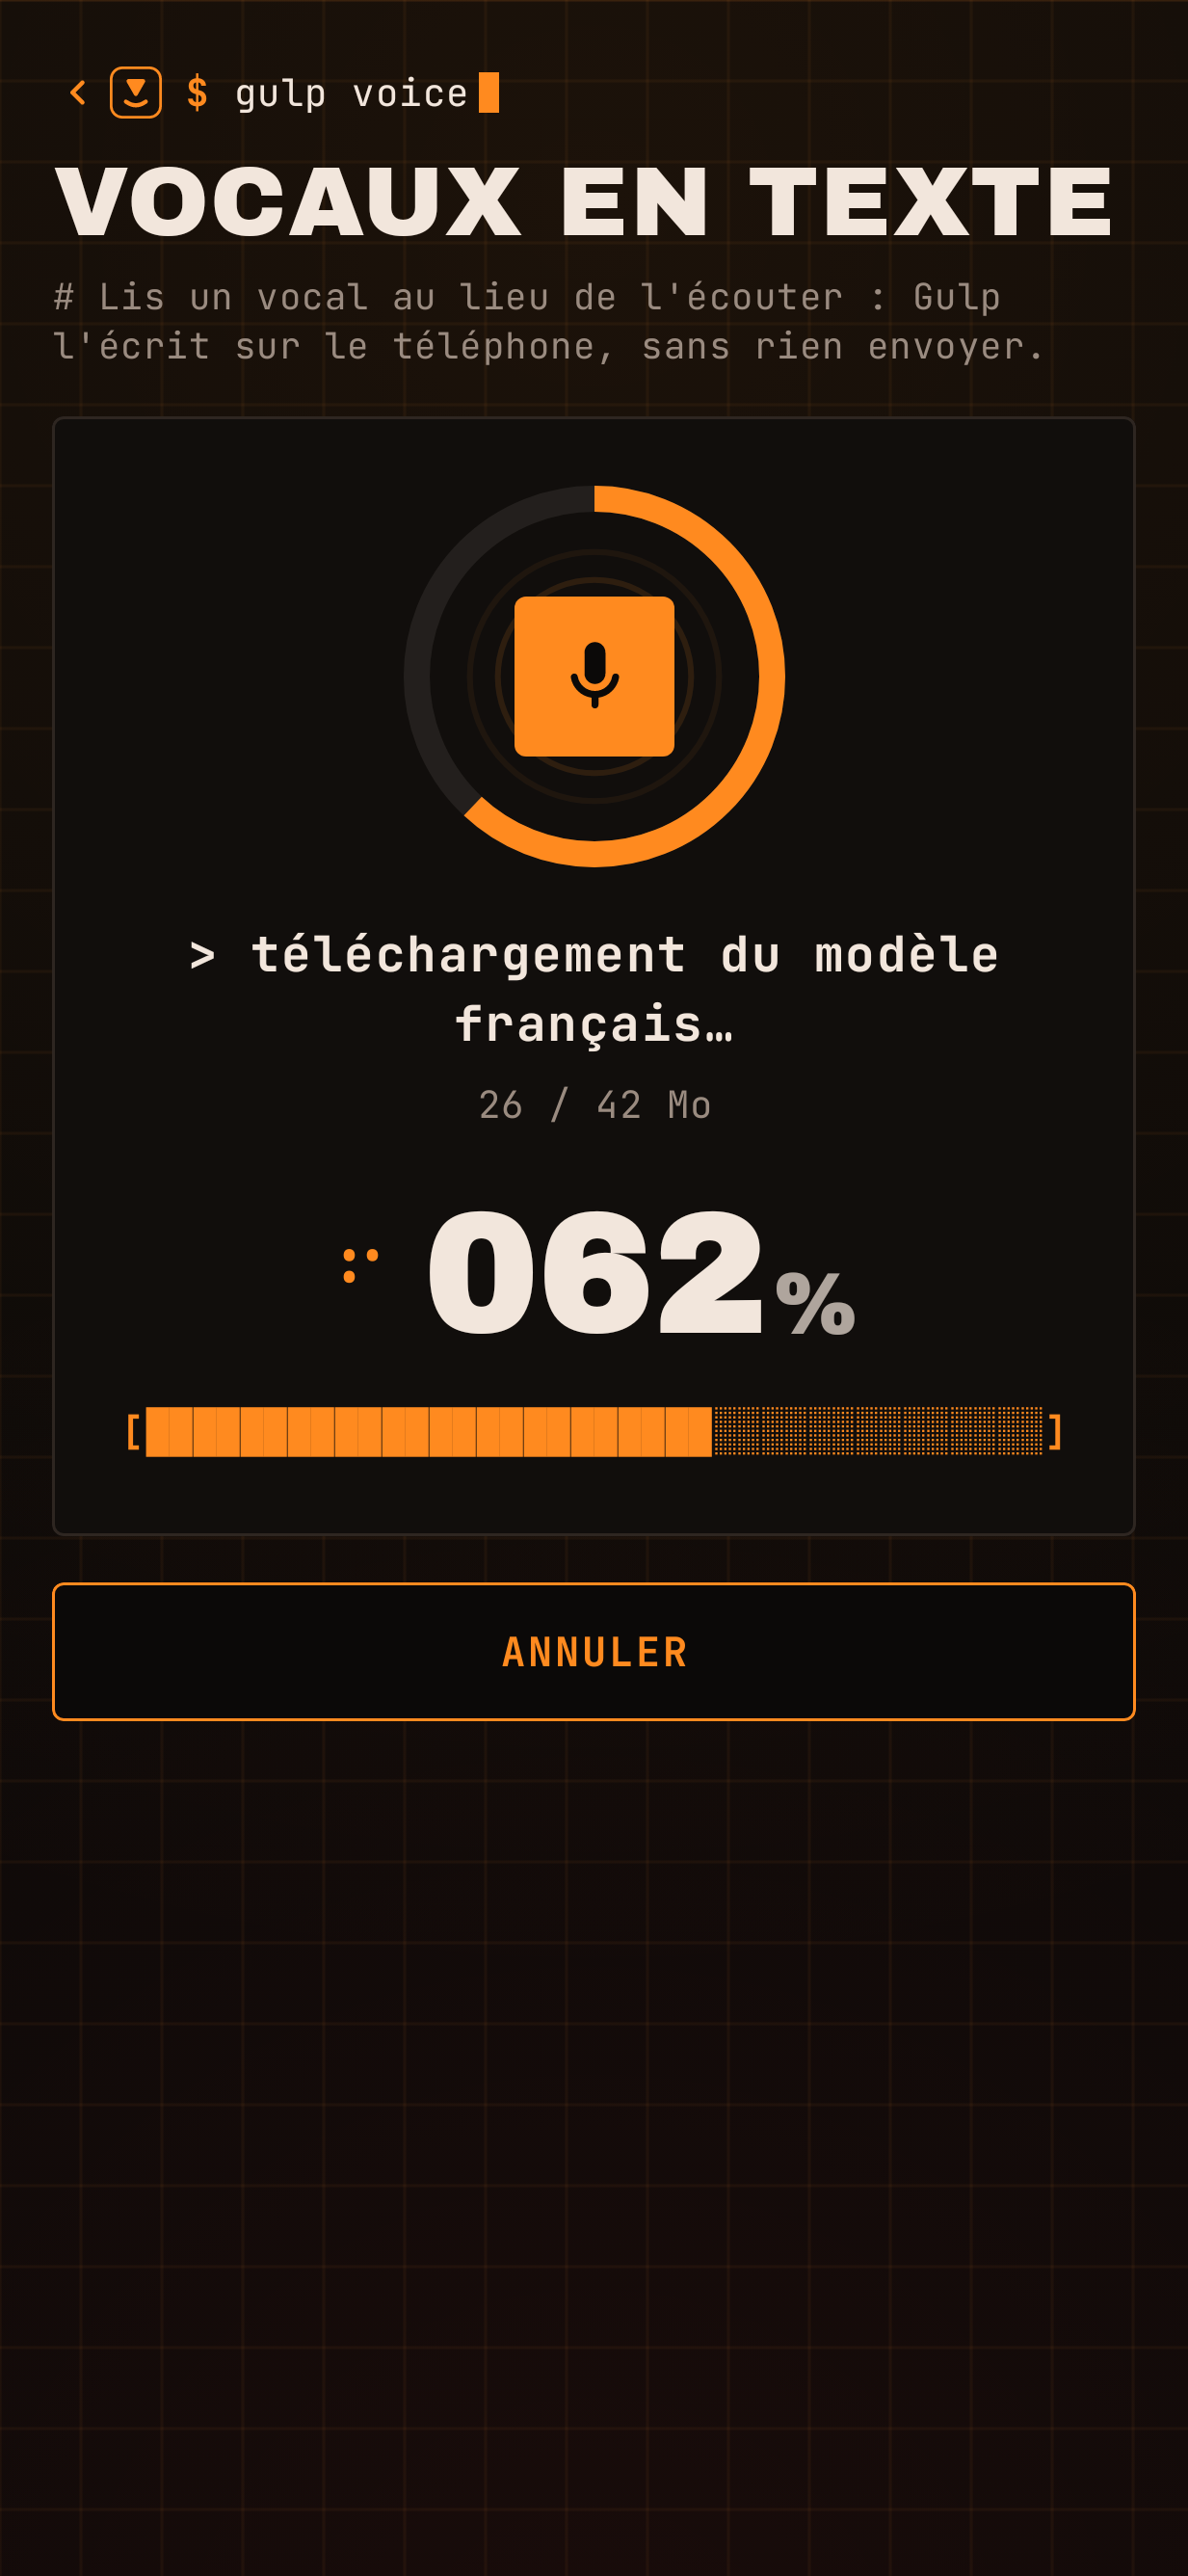 $ gulp voice
VOCAUX EN TEXTE
# Lis un vocal au lieu de l'écouter : Gulp
l'écrit sur le téléphone, sans rien envoyer.
> téléchargement du modèle
français…
26 / 42 Mo
062%
[ ]
ANNULER